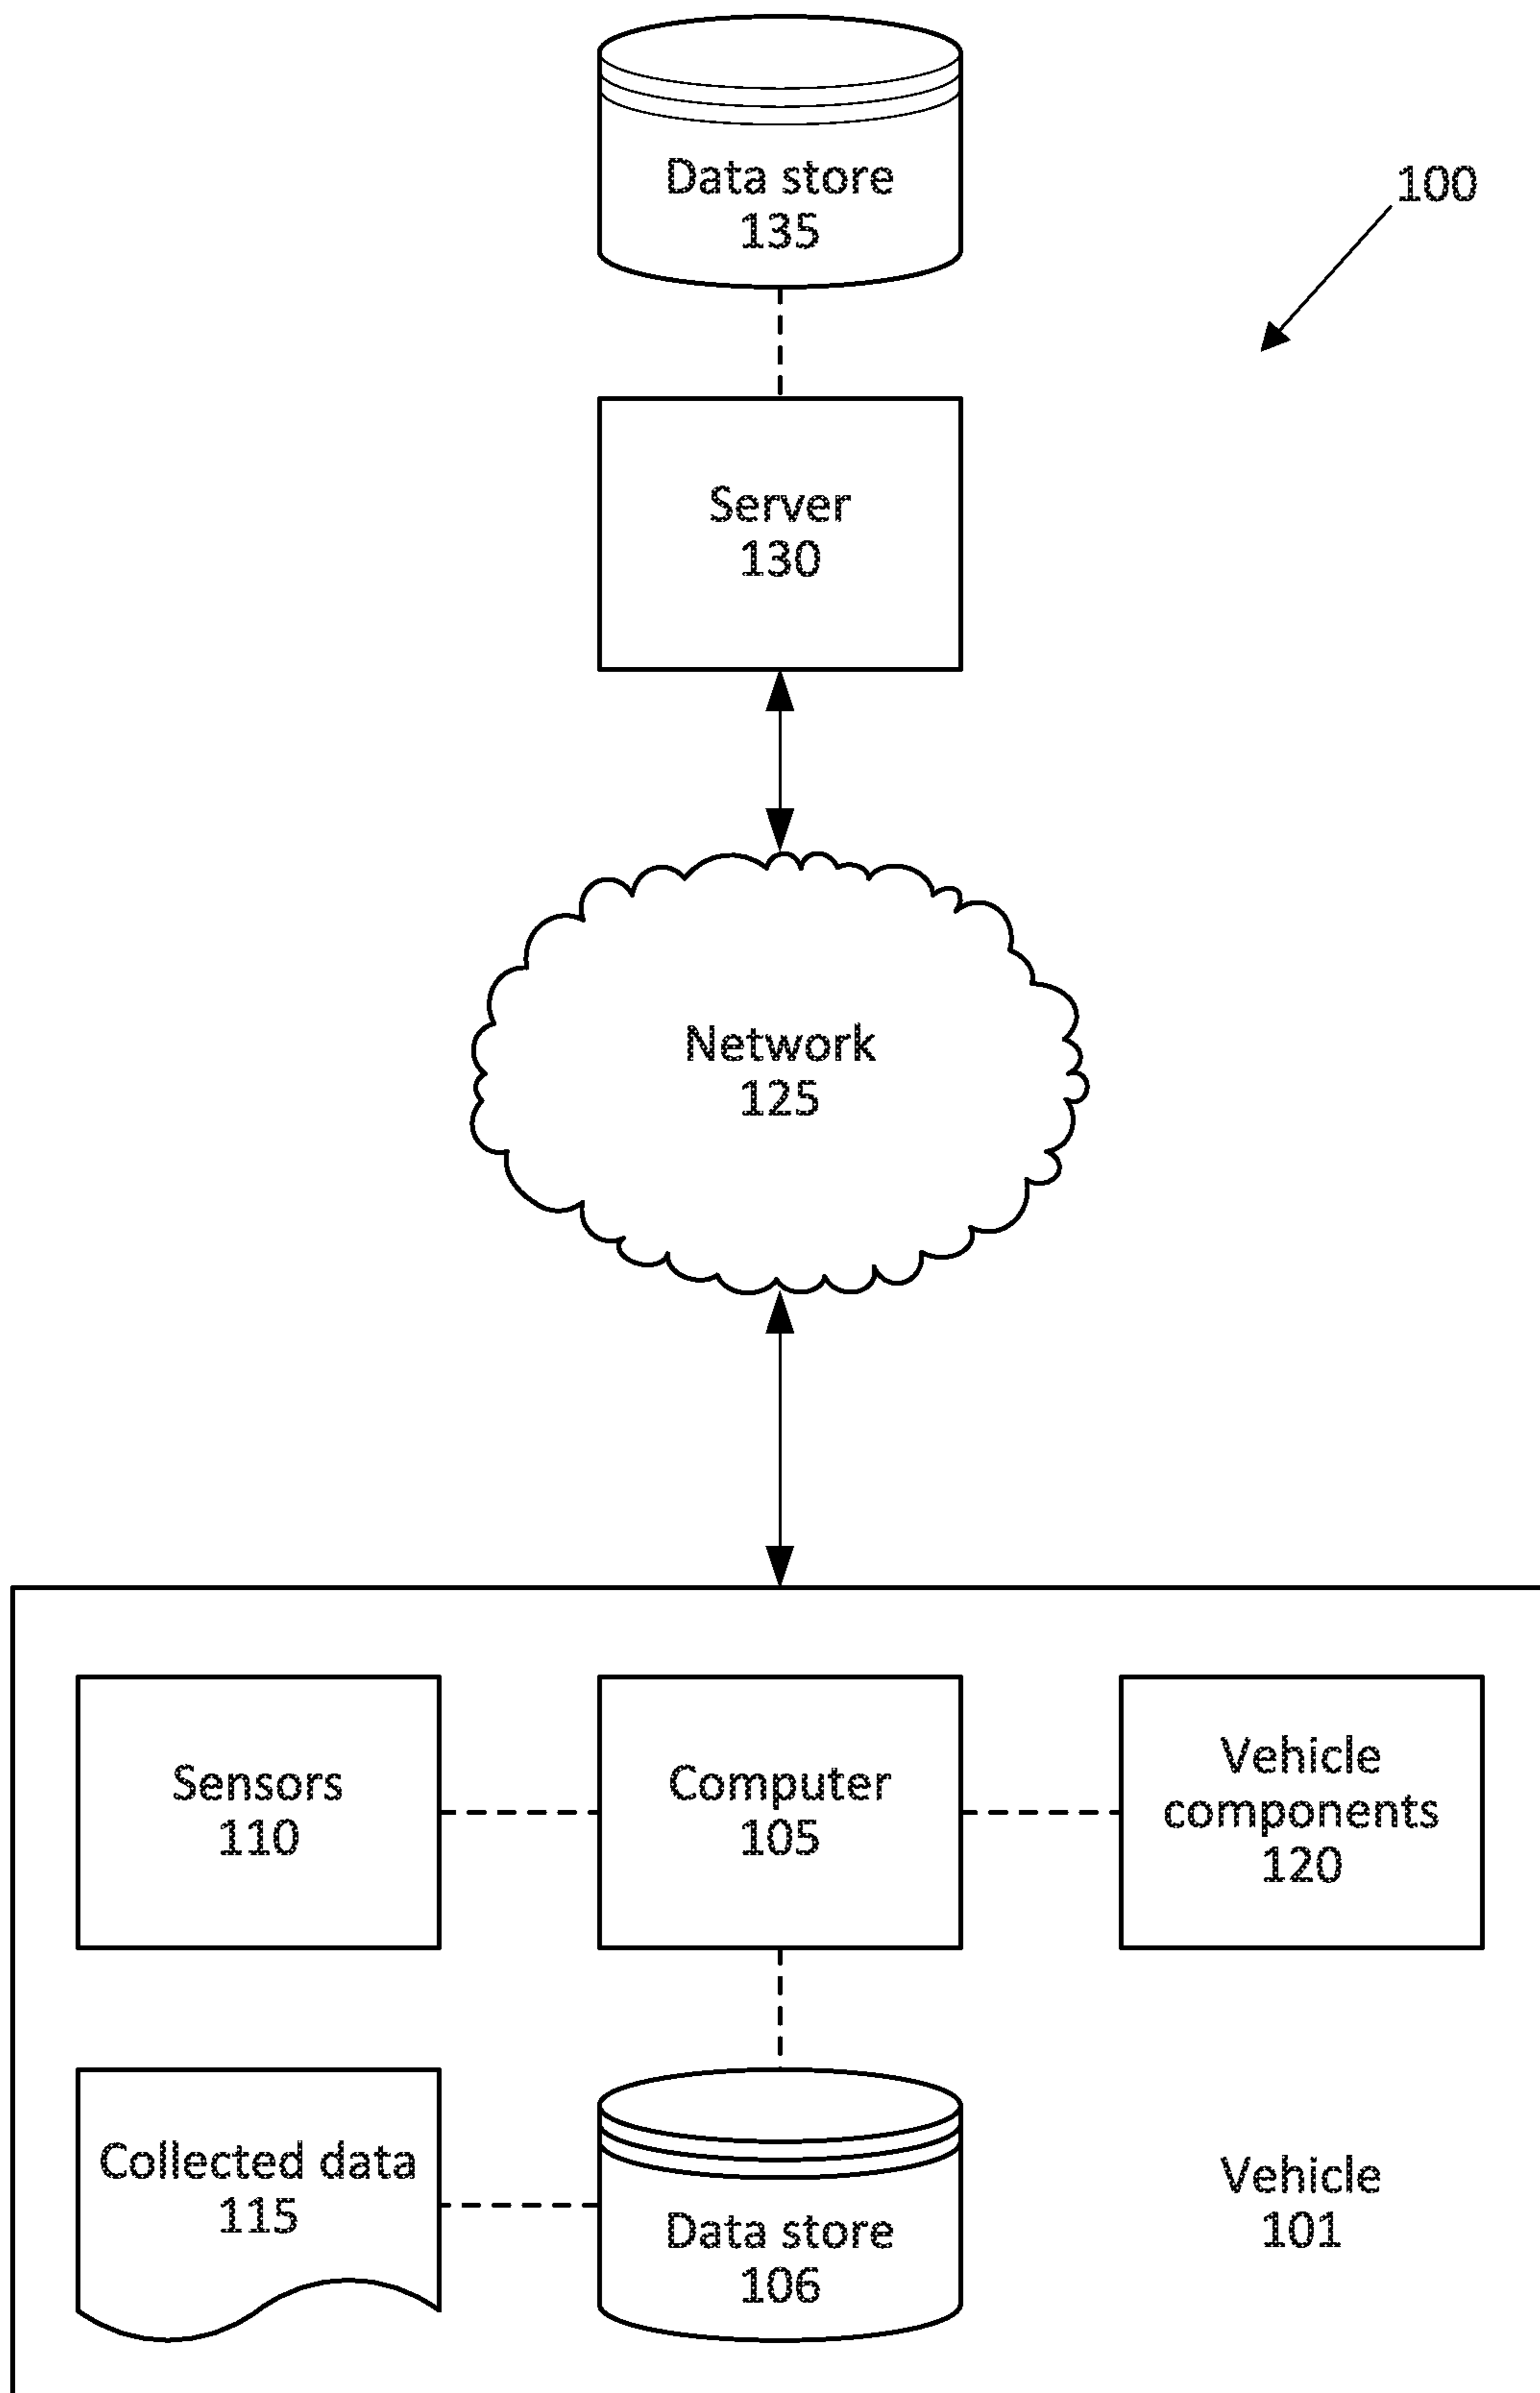 Data store
135
100
Server
130
Network
125
Sensors
110
Computer
105
Vehicle
components
120
Collected data
115
Data store
106
Vehicle
101